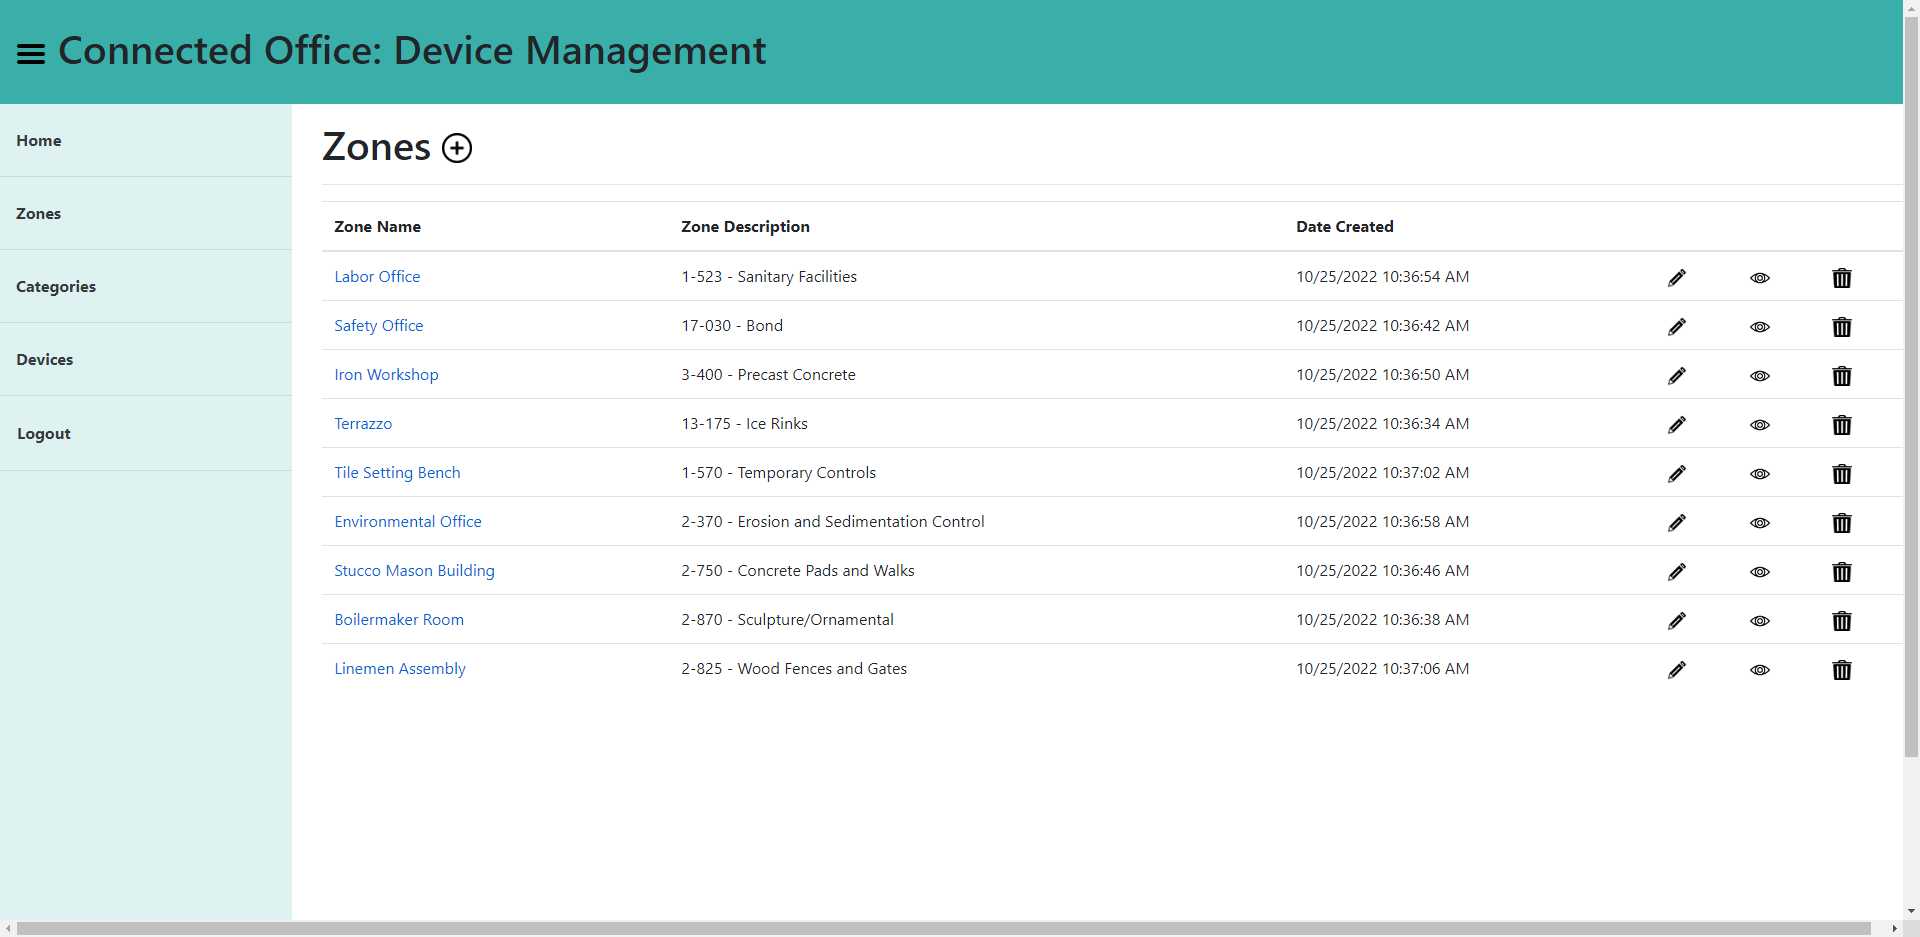 Connected Office: Device Management
Home
Zones
Categories
Devices
Logout
Zones
Zone Name Zone Description Date Created
Labor Office 1-523 - Sanitary Facilities 10/25/2022 10:36:54 AM
Safety Office 17-030 - Bond 10/25/2022 10:36:42 AM
Iron Workshop 3-400 - Precast Concrete 10/25/2022 10:36:50 AM
Terrazzo 13-175 - Ice Rinks 10/25/2022 10:36:34 AM
Tile Setting Bench 1-570 - Temporary Controls 10/25/2022 10:37:02 AM
Environmental Office 2-370 - Erosion and Sedimentation Control 10/25/2022 10:36:58 AM
Stucco Mason Building 2-750 - Concrete Pads and Walks 10/25/2022 10:36:46 AM
Boilermaker Room 2-870 - Sculpture/Ornamental 10/25/2022 10:36:38 AM
Linemen Assembly 2-825 - Wood Fences and Gates 10/25/2022 10:37:06 AM